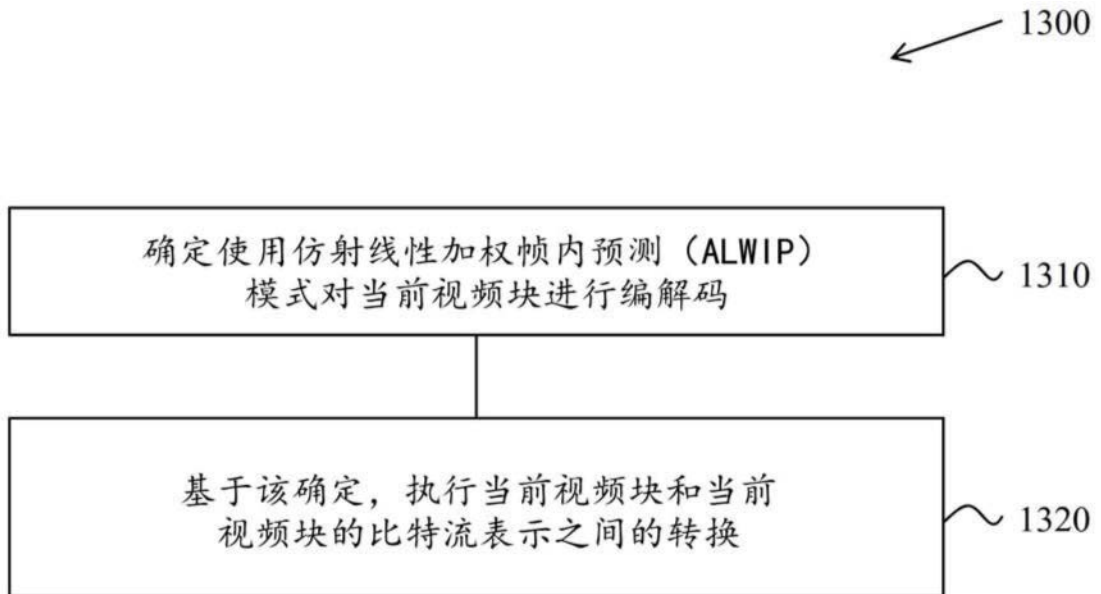 1300
确定使用仿射线性加权帧内预测（ALWIP）
模式对当前视频块进行编解码
1310
基于该确定，执行当前视频块和当前
视频块的比特流表示之间的转换
1320